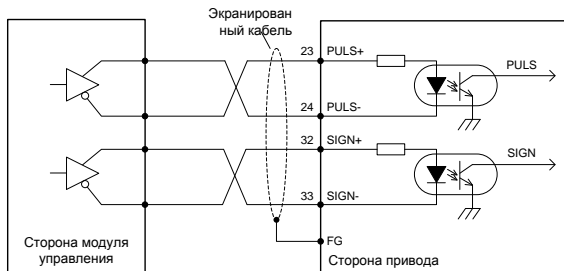 Экранирован
ный кабель
23 PULS+
PULS
24 PULS-
32 SIGN+
SIGN
33 SIGN-
FG
Сторона модуля
управления
Сторона привода